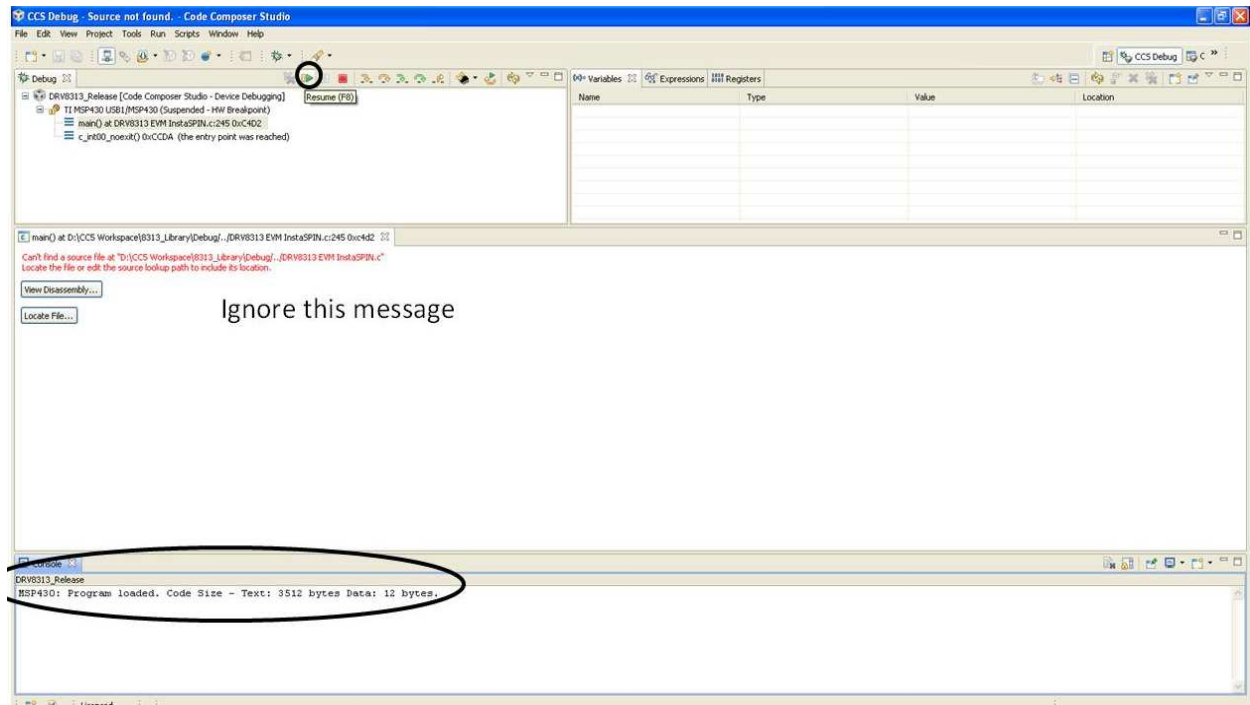 CCS Debug - Source not found. - Code Composer Studio
File Edit View Project Tools Run Scripts Window Help
CCS Debug C »
Debug
Resume (F8)
DRV8313_Release [Code Composer Studio - Device Debugging]
TI MSP430 USB1/MSP430 (Suspended - HW Breakpoint)
main() at DRV8313 EVM InstaSPIN.c:245 0xC4D2
c_int00_noexit() 0xCCDA (the entry point was reached)
(x)= Variables Expressions Registers
Name Type Value Location
main() at D:\CCS Workspace\8313_Library\Debug/../DRV8313 EVM InstaSPIN.c:245 0xc4d2
Can't find a source file at "D:\CCS Workspace\8313_Library\Debug/../DRV8313 EVM InstaSPIN.c"
Locate the file or edit the source lookup path to include its location.
View Disassembly...
Locate File...
Ignore this message
Console
DRV8313_Release
MSP430: Program loaded. Code Size - Text: 3512 bytes Data: 12 bytes.